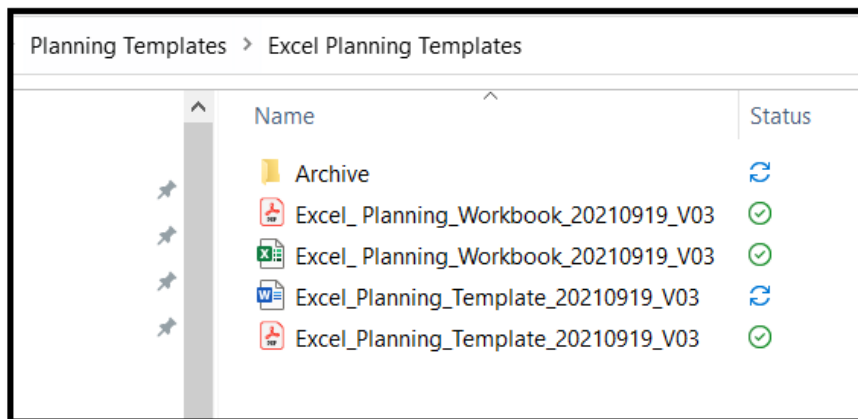 Planning Templates > Excel Planning Templates
Name Status
Archive
Excel_ Planning_Workbook_20210919_V03
Excel_ Planning_Workbook_20210919_V03
Excel_Planning_Template_20210919_V03
Excel_Planning_Template_20210919_V03